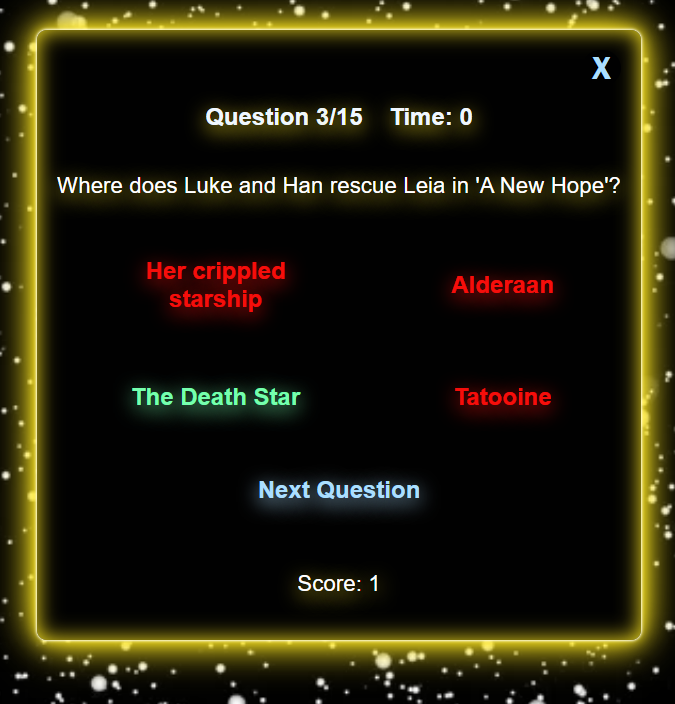 X
Question 3/15 Time: 0
Where does Luke and Han rescue Leia in 'A New Hope'?
Her crippled
starship
Alderaan
The Death Star
Tatooine
Next Question
Score: 1